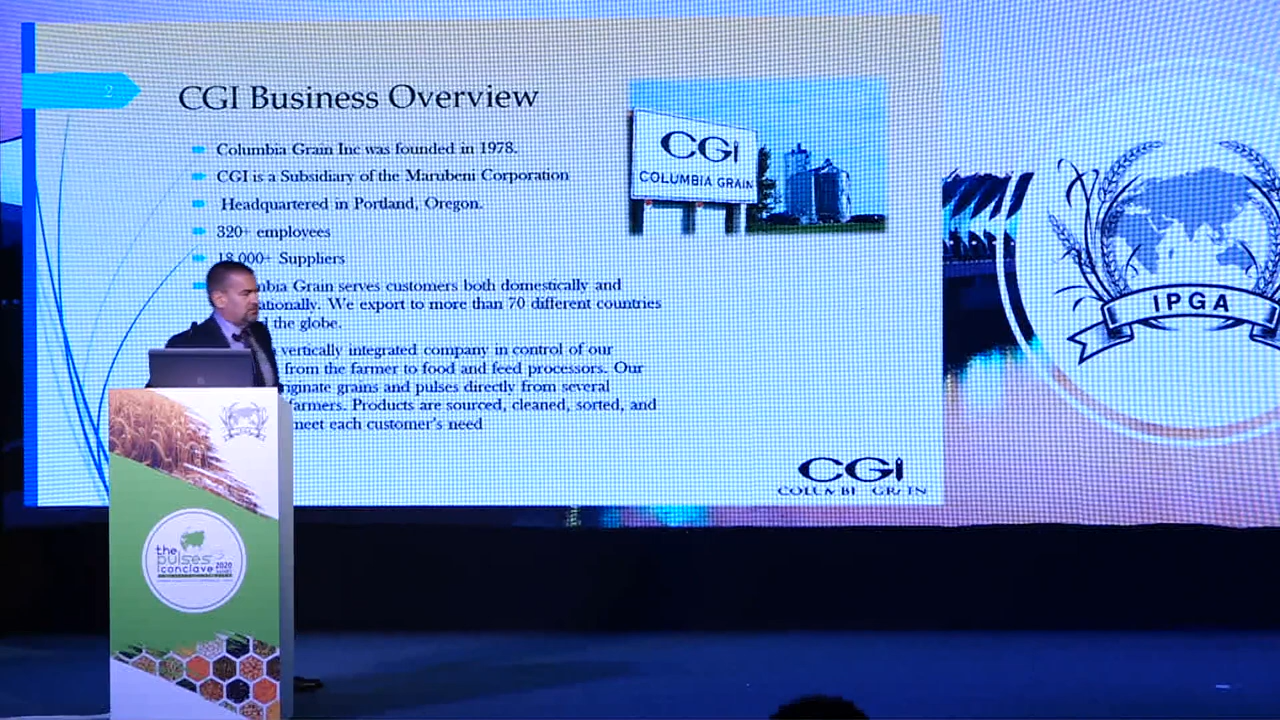 2
CGI Business Overview
Columbia Grain Inc was founded in 1978.
CGI is a Subsidiary of the Marubeni Corporation
Headquartered in Portland, Oregon.
320+ employees
18,000+ Suppliers
Grain serves customers both domestically and
We export to more than 70 different countries
the globe.
vertically integrated company in control of our
from the farmer to food and feed processors. Our
grains and pulses directly from several
farmers. Products are sourced, cleaned, sorted, and
meet each customer's need
CGI
COLUMBIA GRAIN
CGI
COLUMBIA GRAIN
IPGA
the
pulses
conclave 2020